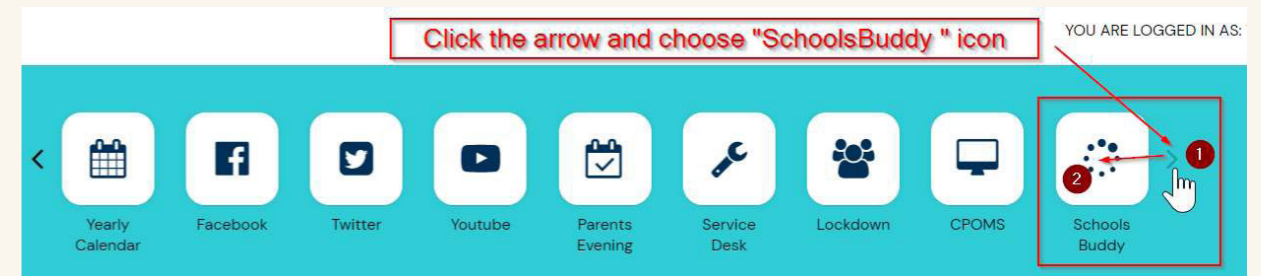 Click the arrow and choose "SchoolsBuddy " icon
YOU ARE LOGGED IN AS:
1
2
Yearly
Calendar
Facebook
Twitter
Youtube
Parents
Evening
Service
Desk
Lockdown
CPOMS
Schools
Buddy